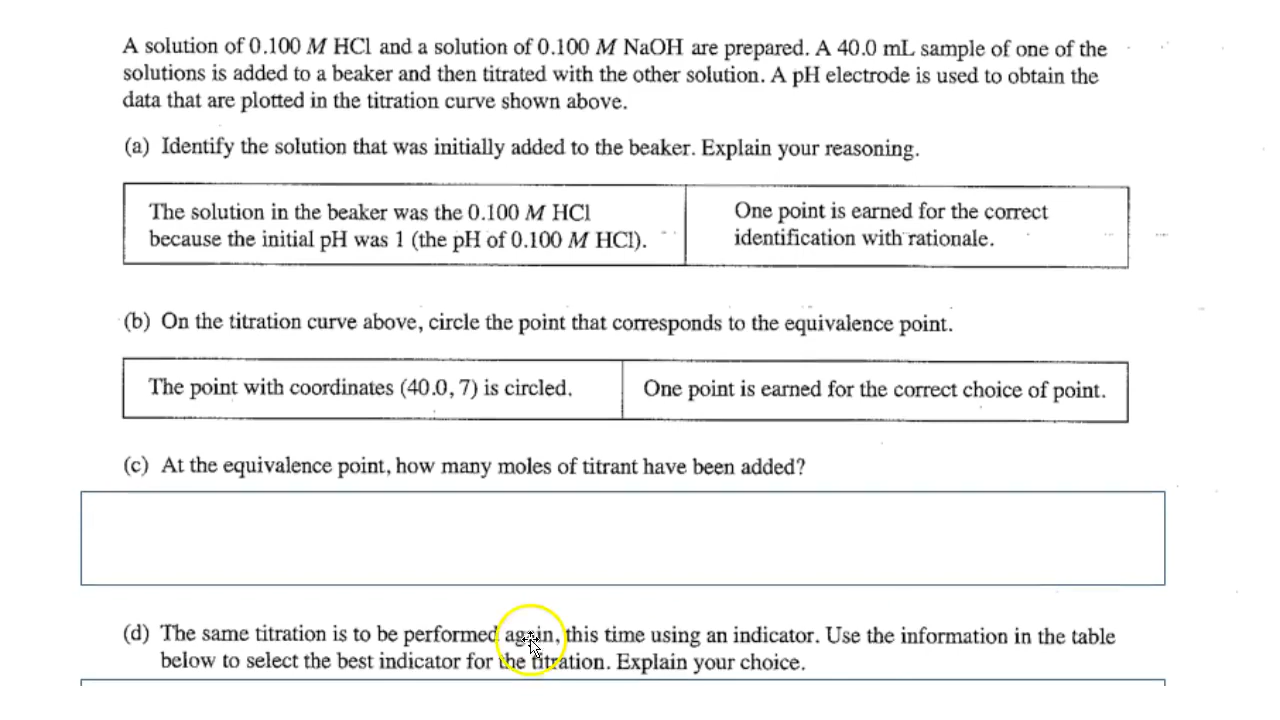 A solution of 0.100 M HCl and a solution of 0.100 M NaOH are prepared. A 40.0 mL sample of one of the
solutions is added to a beaker and then titrated with the other solution. A pH electrode is used to obtain the
data that are plotted in the titration curve shown above.
(a) Identify the solution that was initially added to the beaker. Explain your reasoning.
The solution in the beaker was the 0.100 M HCl
because the initial pH was 1 (the pH of 0.100 M HCl).
One point is earned for the correct
identification with rationale.
(b) On the titration curve above, circle the point that corresponds to the equivalence point.
The point with coordinates (40.0, 7) is circled.
One point is earned for the correct choice of point.
(c) At the equivalence point, how many moles of titrant have been added?
(d) The same titration is to be performed again, this time using an indicator. Use the information in the table
below to select the best indicator for the titration. Explain your choice.